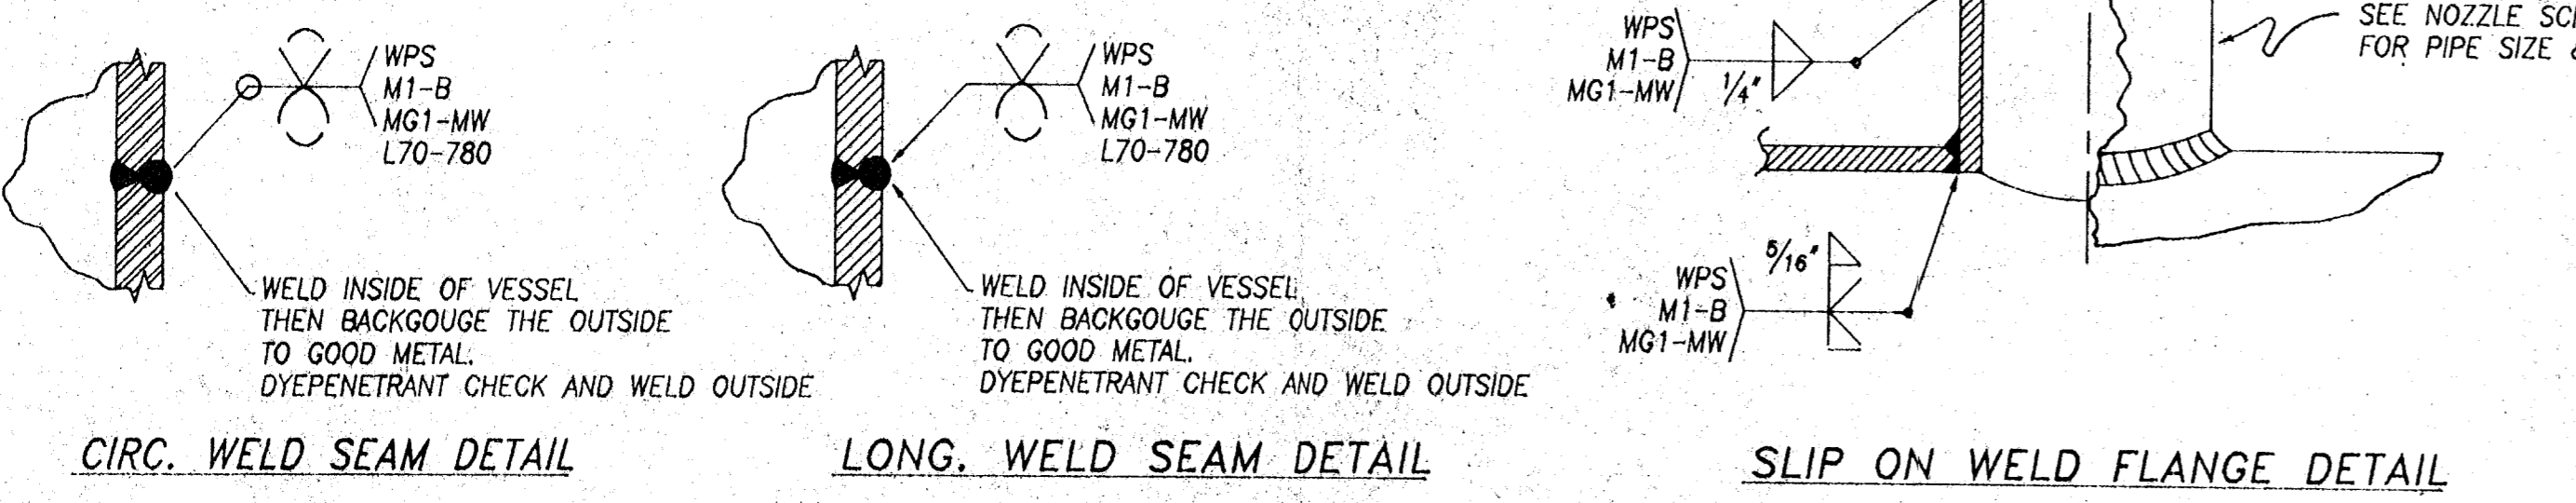 WPS
M1-B
MG1-MW
L70-780
WELD INSIDE OF VESSEL
THEN BACKGOUGE THE OUTSIDE
TO GOOD METAL.
DYEPENETRANT CHECK AND WELD OUTSIDE
CIRC. WELD SEAM DETAIL
WPS
M1-B
MG1-MW
L70-780
WELD INSIDE OF VESSEL
THEN BACKGOUGE THE OUTSIDE
TO GOOD METAL.
DYEPENETRANT CHECK AND WELD OUTSIDE
LONG. WELD SEAM DETAIL
WPS
M1-B
MG1-MW
1/4"
SEE NOZZLE
FOR PIPE SIZE
5/16"
WPS
M1-B
MG1-MW
SLIP ON WELD FLANGE DETAIL